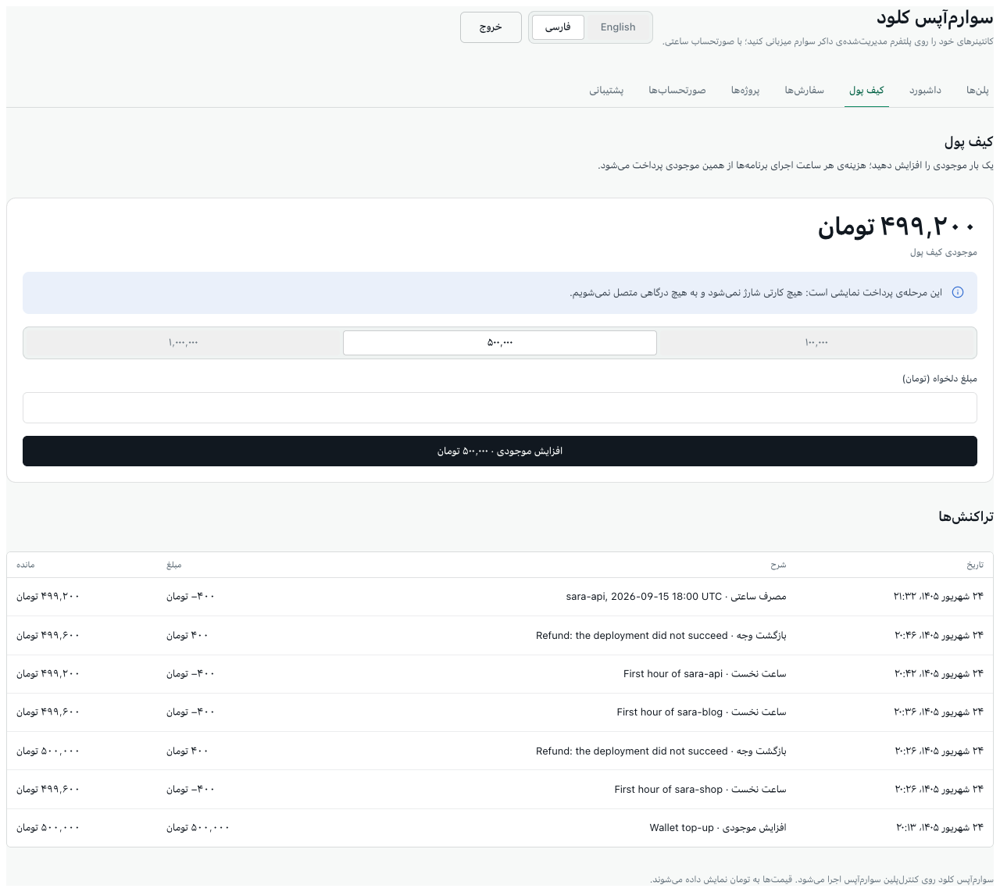 سوارم‌آپس کلود
کانتینرهای خود را روی پلتفرم مدیریت‌شده‌ی داکر سوارم میزبانی کنید؛ با صورتحساب ساعتی.
English
فارسی
خروج
پلن‌ها
داشبورد
کیف پول
سفارش‌ها
پروژه‌ها
صورتحساب‌ها
پشتیبانی
کیف پول
یک بار موجودی را افزایش دهید؛ هزینه‌ی هر ساعت اجرای برنامه‌ها از همین موجودی پرداخت می‌شود.
۴۹۹,۲۰۰ تومان
موجودی کیف پول
این مرحله‌ی پرداخت نمایشی است: هیچ کارتی شارژ نمی‌شود و به هیچ درگاهی متصل نمی‌شویم.
۱۰۰,۰۰۰
۵۰۰,۰۰۰
۱,۰۰۰,۰۰۰
مبلغ دلخواه (تومان)
افزایش موجودی · ۵۰۰,۰۰۰ تومان
تراکنش‌ها
تاریخ شرح مبلغ مانده
۲۴ شهریور ۱۴۰۵، ۲۱:۳۲ مصرف ساعتی · sara-api, 2026-09-15 18:00 UTC −۴۰۰ تومان ۴۹۹,۲۰۰ تومان
۲۴ شهریور ۱۴۰۵، ۲۰:۴۶ بازگشت وجه · Refund: the deployment did not succeed ۴۰۰ تومان ۴۹۹,۶۰۰ تومان
۲۴ شهریور ۱۴۰۵، ۲۰:۴۲ ساعت نخست · First hour of sara-api −۴۰۰ تومان ۴۹۹,۲۰۰ تومان
۲۴ شهریور ۱۴۰۵، ۲۰:۳۶ ساعت نخست · First hour of sara-blog −۴۰۰ تومان ۴۹۹,۶۰۰ تومان
۲۴ شهریور ۱۴۰۵، ۲۰:۲۶ بازگشت وجه · Refund: the deployment did not succeed ۴۰۰ تومان ۵۰۰,۰۰۰ تومان
۲۴ شهریور ۱۴۰۵، ۲۰:۲۶ ساعت نخست · First hour of sara-shop −۴۰۰ تومان ۴۹۹,۶۰۰ تومان
۲۴ شهریور ۱۴۰۵، ۲۰:۱۳ افزایش موجودی · Wallet top-up ۵۰۰,۰۰۰ تومان ۵۰۰,۰۰۰ تومان
سوارم‌آپس کلود روی کنترل‌پلین سوارم‌آپس اجرا می‌شود. قیمت‌ها به تومان نمایش داده می‌شوند.